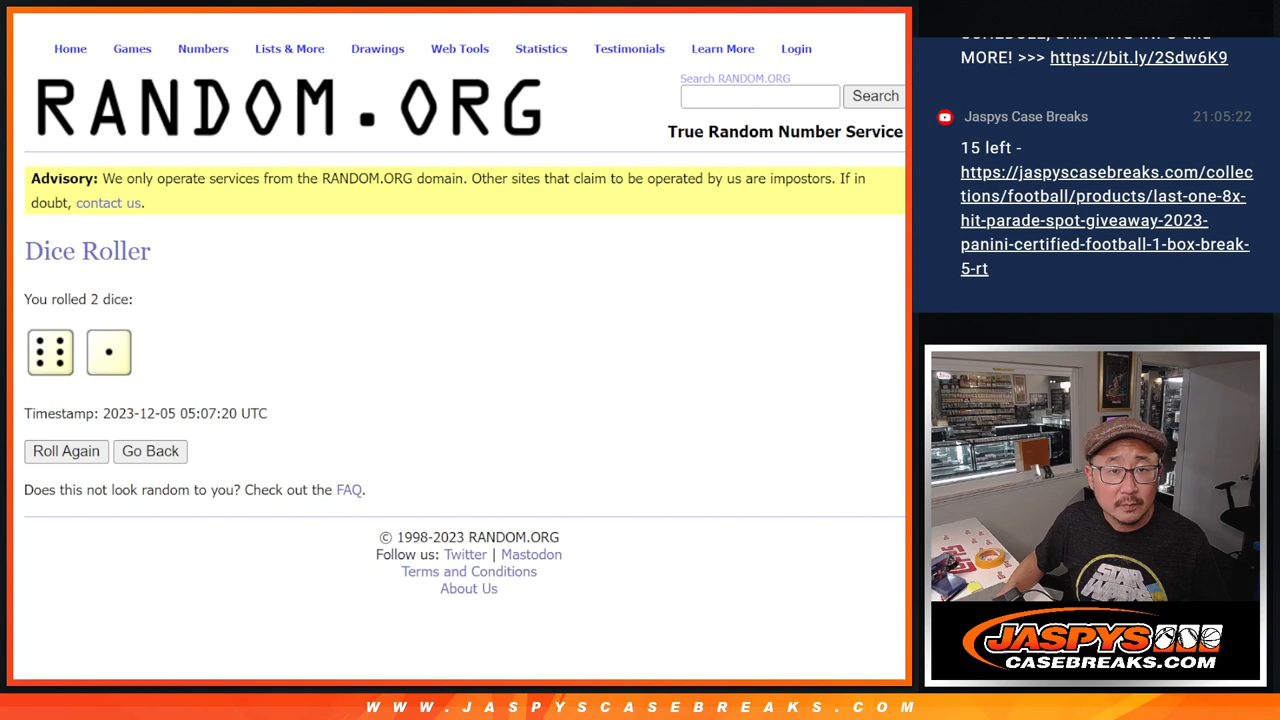 Home Games Numbers Lists & More Drawings Web Tools Statistics Testimonials Learn More Login
RANDOM.ORG
Search RANDOM.ORG
Search
True Random Number Service
Advisory: We only operate services from the RANDOM.ORG domain. Other sites that claim to be operated by us are impostors. If in
doubt, contact us.
Dice Roller
You rolled 2 dice:
Timestamp: 2023-12-05 05:07:20 UTC
Roll Again Go Back
Does this not look random to you? Check out the FAQ.
© 1998-2023 RANDOM.ORG
Follow us: Twitter | Mastodon
Terms and Conditions
About Us
MORE! >>> https://bit.ly/2Sdw6K9
Jaspys Case Breaks 21:05:22
15 left -
https://jaspyscasebreaks.com/collec
tions/football/products/last-one-8x-
hit-parade-spot-giveaway-2023-
panini-certified-football-1-box-break-
5-rt
STAR WARS
JASPYS
CASEBREAKS.COM
WWW.JASPYSCASEBREAKS.COM